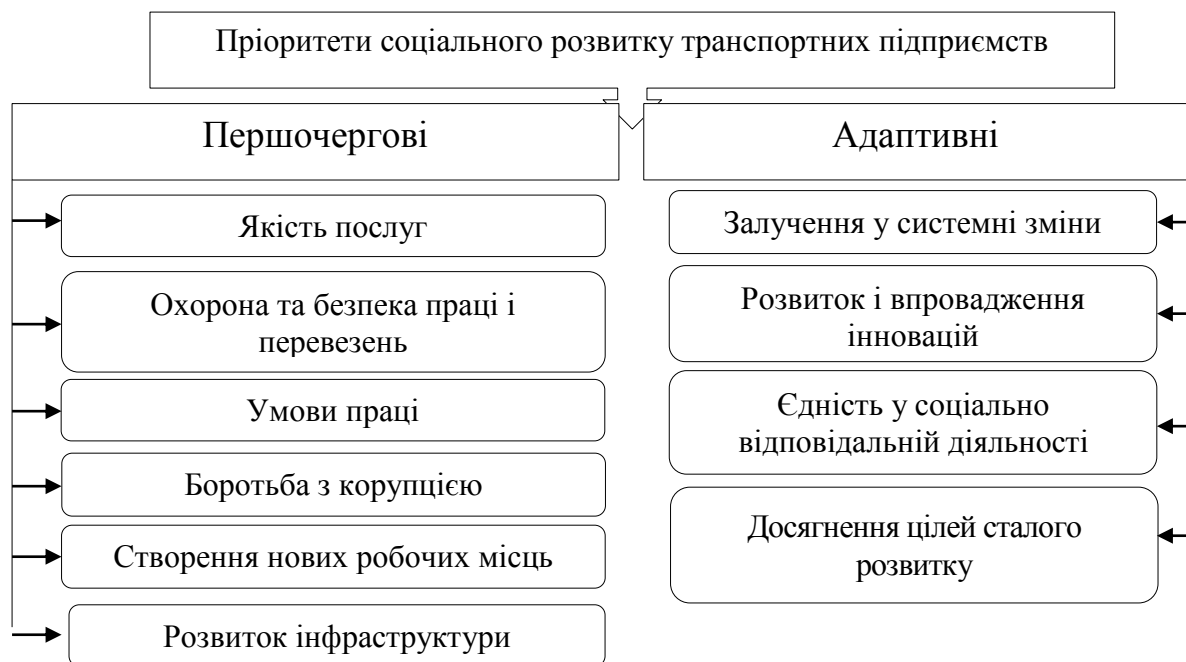 Пріоритети соціального розвитку транспортних підприємств
Першочергові
Якість послуг
Охорона та безпека праці і
перевезень
Умови праці
Боротьба з корупцією
Створення нових робочих місць
Розвиток інфраструктури
Адаптивні
Залучення у системні зміни
Розвиток і впровадження
інновацій
Єдність у соціально
відповідальній діяльності
Досягнення цілей сталого
розвитку